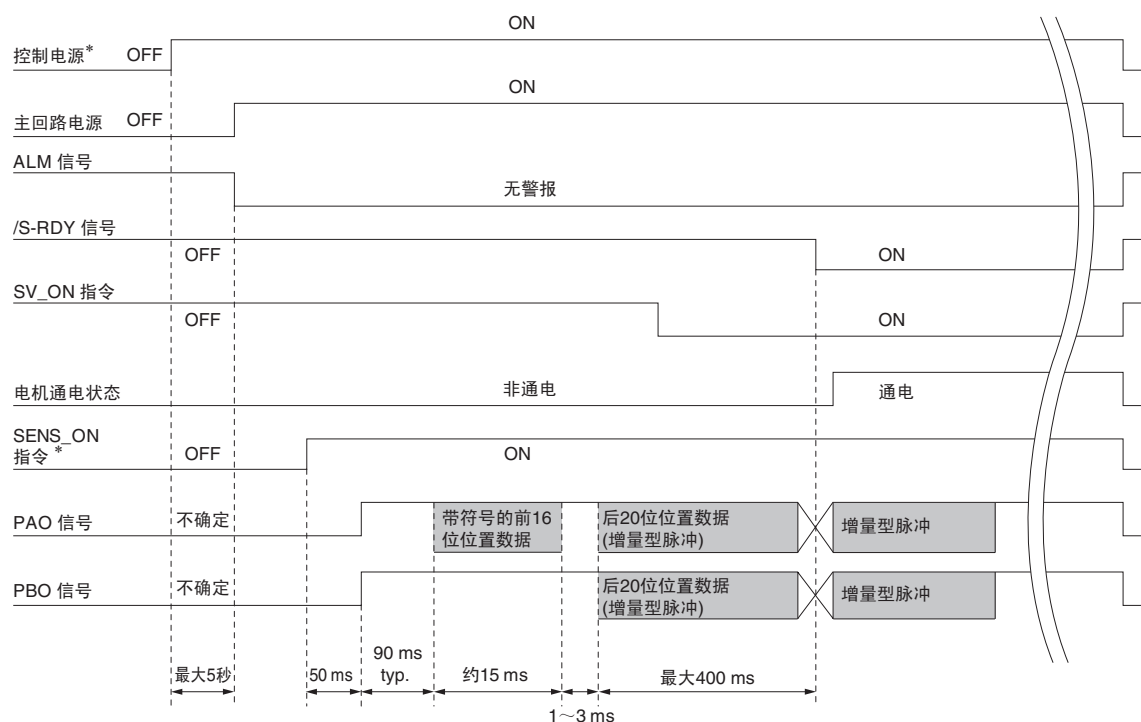 ON
控制电源* OFF
ON
主回路电源 OFF
ALM 信号
无警报
/S-RDY 信号
OFF ON
SV_ON 指令
OFF ON
电机通电状态 非通电 通电
SENS_ON
指令* OFF ON
PAO 信号 不确定 带符号的前16
位位置数据 后20位位置数据
(增量型脉冲) 增量型脉冲
PBO 信号 不确定 后20位位置数据
(增量型脉冲) 增量型脉冲
最大5秒 50 ms 90 ms
typ. 约15 ms 最大400 ms
1～3 ms